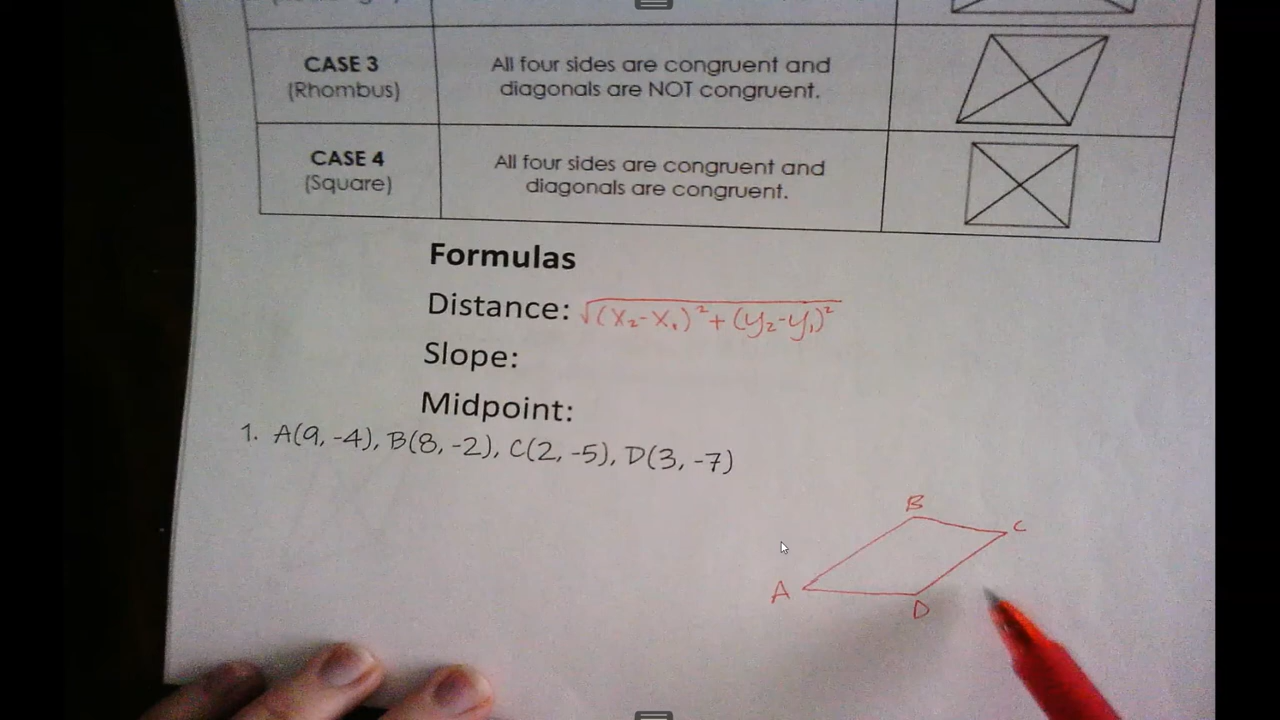 CASE 3
(Rhombus)
All four sides are congruent and
diagonals are NOT congruent.
CASE 4
(Square)
All four sides are congruent and
diagonals are congruent.
Formulas
Distance: √(x₂-x₁)²+(y₂-y₁)²
Slope:
Midpoint:
1. A(9, -4), B(8, -2), C(2, -5), D(3, -7)
B
C
A
D